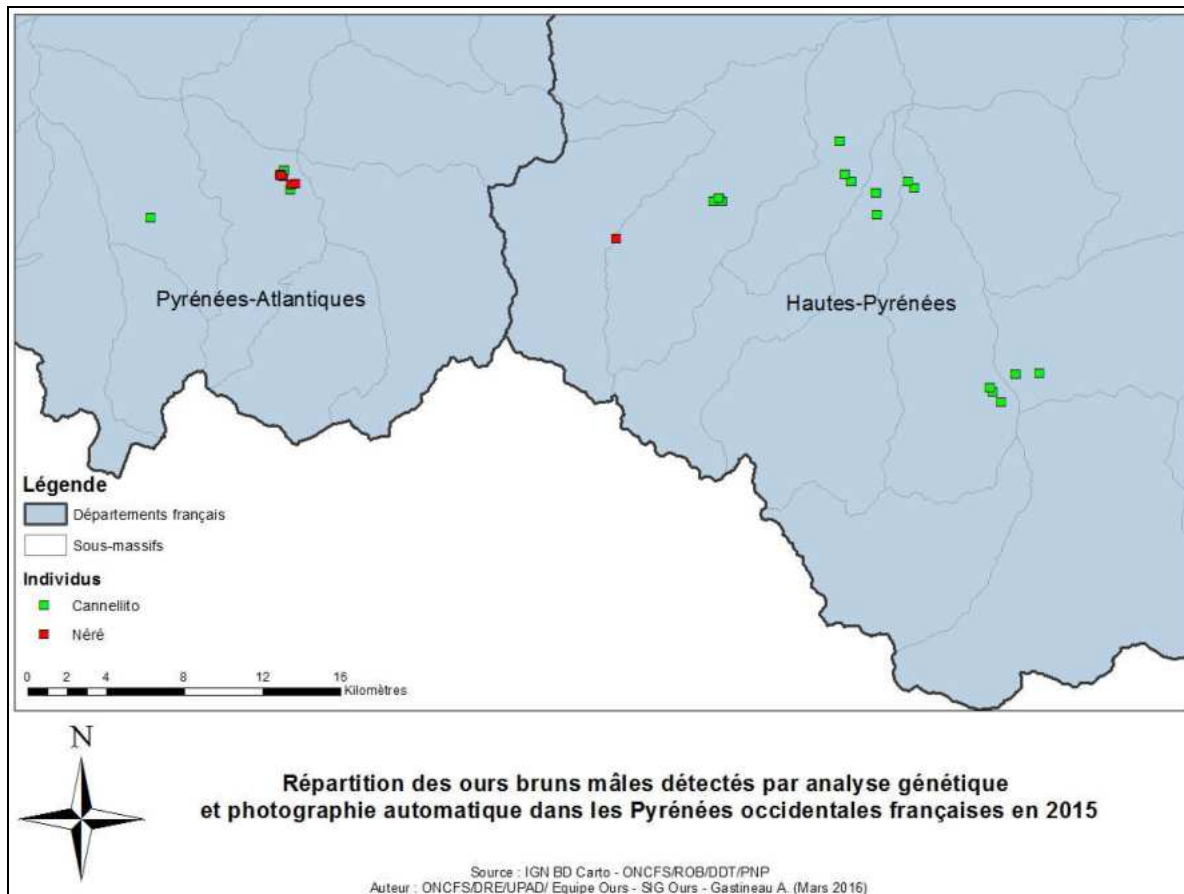 Pyrénées-Atlantiques
Hautes-Pyrénées
Légende
Départements français
Sous-massifs
Individus
Cannellito
Néré
0 2 4 8 12 16
Kilomètres
N
Répartition des ours bruns mâles détectés par analyse génétique
et photographie automatique dans les Pyrénées occidentales françaises en 2015
Source : IGN BD Carto - ONCFS/ROB/DDT/PNP
Auteur : ONCFS/DRE/UPAD/ Equipe Ours - SIG Ours - Gastineau A. (Mars 2016)